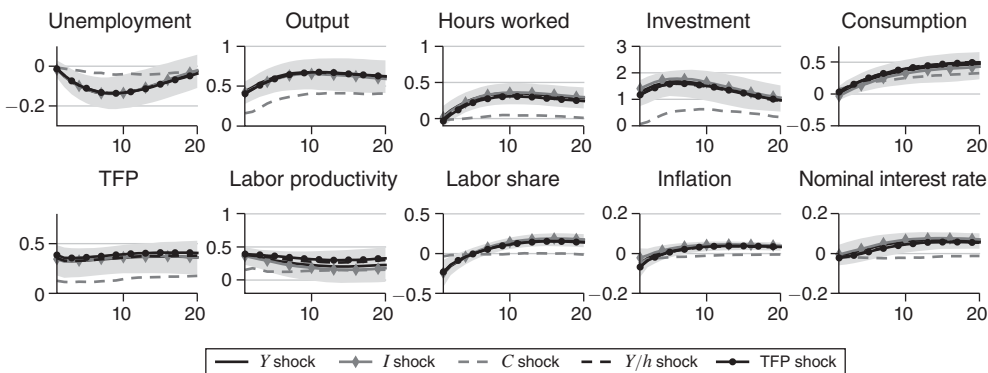 Unemployment Output Hours worked Investment Consumption
0 1 1 3 0.5
2
−0.2 0.5 0.5 1 0
0 0 0 −0.5
10 20 10 20 10 20 10 20 10 20
TFP Labor productivity Labor share Inflation Nominal interest rate
0.5 1 0.5 0.2 0.2
0.5 0 0 0
0 0 −0.5 −0.2 −0.2
10 20 10 20 10 20 10 20 10 20
Y shock I shock C shock Y/h shock TFP shock